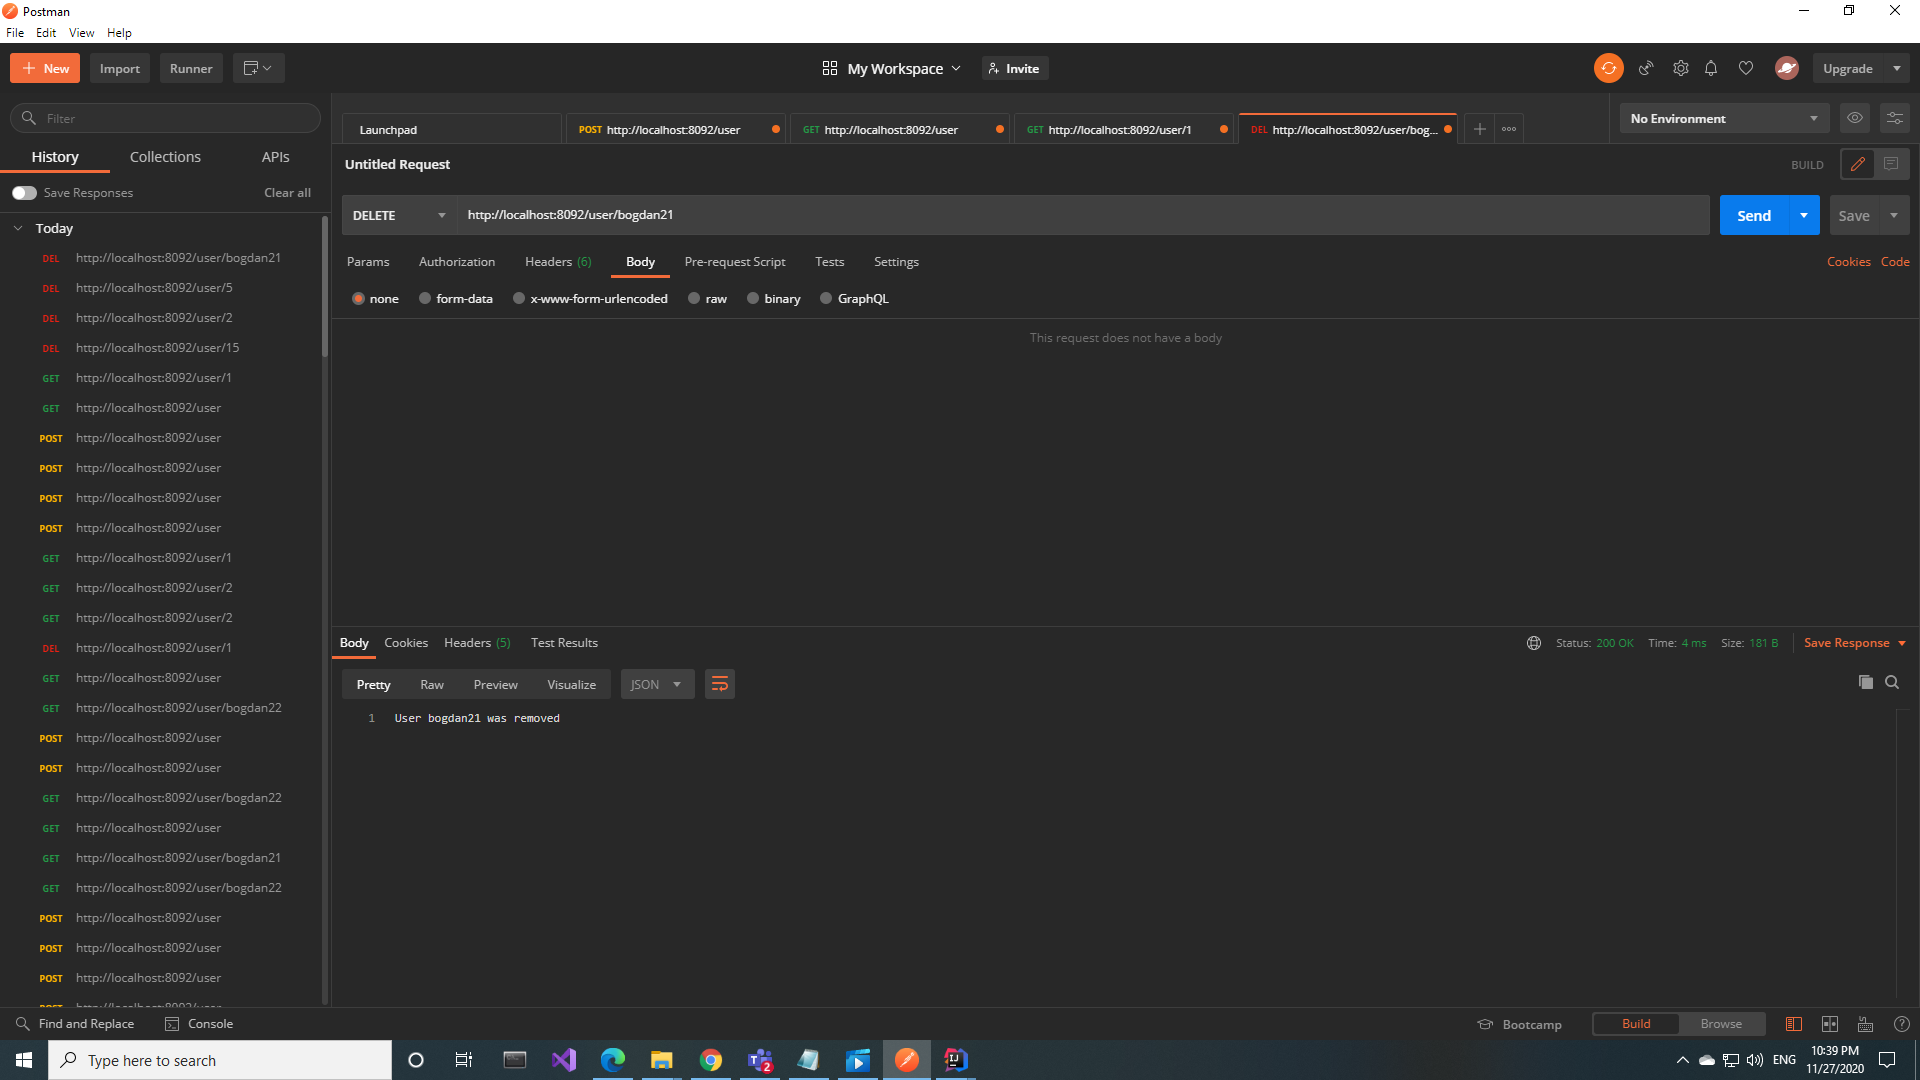 Postman
File Edit View Help
New Import Runner My Workspace Invite Upgrade
Filter
Launchpad POST http://localhost:8092/user GET http://localhost:8092/user GET http://localhost:8092/user/1 DEL http://localhost:8092/user/bog... No Environment
History Collections APIs
Untitled Request BUILD
Save Responses Clear all
DELETE http://localhost:8092/user/bogdan21 Send Save
Params Authorization Headers (6) Body Pre-request Script Tests Settings Cookies Code
none form-data x-www-form-urlencoded raw binary GraphQL
This request does not have a body
Today
DEL http://localhost:8092/user/bogdan21
DEL http://localhost:8092/user/5
DEL http://localhost:8092/user/2
DEL http://localhost:8092/user/15
GET http://localhost:8092/user/1
GET http://localhost:8092/user
POST http://localhost:8092/user
POST http://localhost:8092/user
POST http://localhost:8092/user
POST http://localhost:8092/user
GET http://localhost:8092/user/1
GET http://localhost:8092/user/2
GET http://localhost:8092/user/2
DEL http://localhost:8092/user/1
GET http://localhost:8092/user
GET http://localhost:8092/user/bogdan22
POST http://localhost:8092/user
POST http://localhost:8092/user
GET http://localhost:8092/user/bogdan22
GET http://localhost:8092/user
GET http://localhost:8092/user/bogdan21
GET http://localhost:8092/user/bogdan22
POST http://localhost:8092/user
POST http://localhost:8092/user
POST http://localhost:8092/user
POST http://localhost:8092/user
Body Cookies Headers (5) Test Results Status: 200 OK Time: 4 ms Size: 181 B Save Response
Pretty Raw Preview Visualize JSON
1 User bogdan21 was removed
Find and Replace Console Bootcamp Build Browse
Type here to search 2 ENG 10:39 PM
11/27/2020